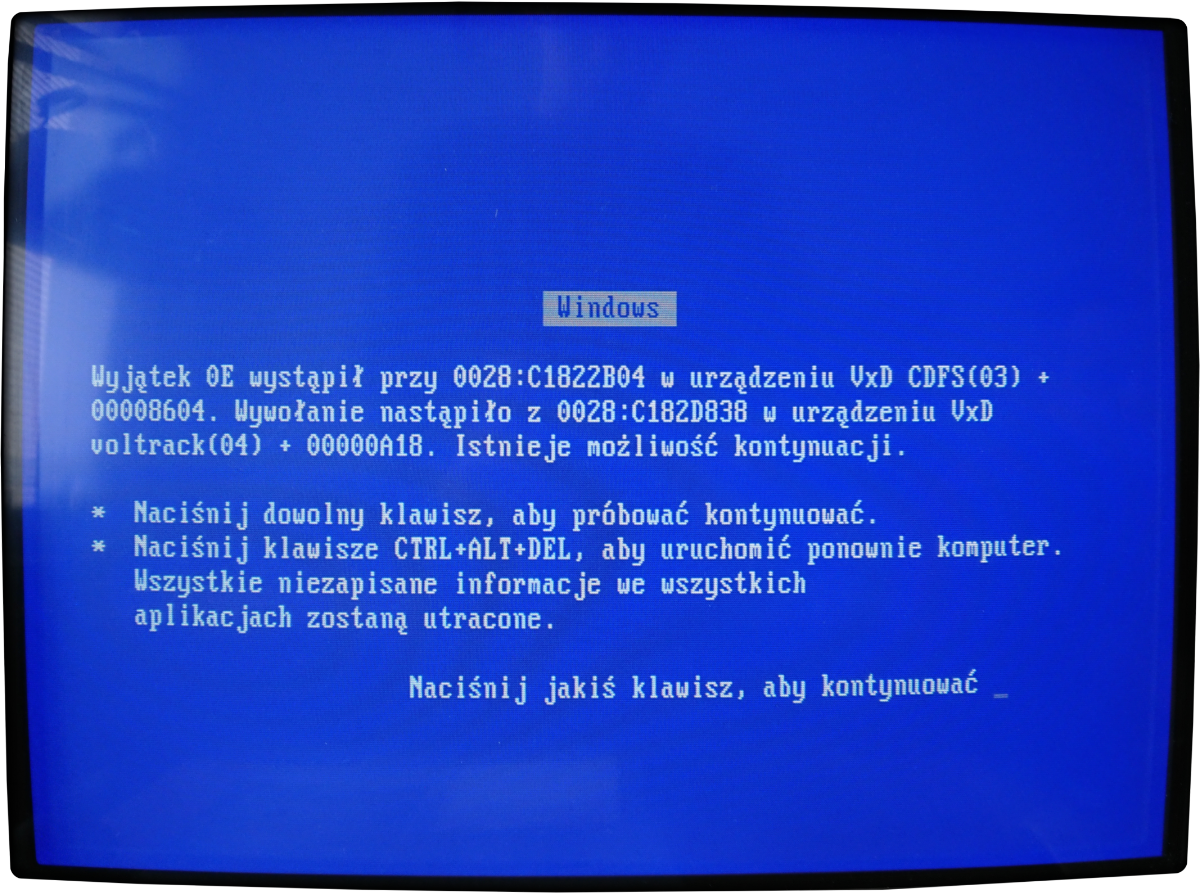 Windows
Wyjątek 0E wystąpił przy 0028:C1822B04 w urządzeniu VxD CDFS(03) +
00008604. Wywołanie nastąpiło z 0028:C182D838 w urządzeniu VxD
voltrack(04) + 00000A18. Istnieje możliwość kontynuacji.
* Naciśnij dowolny klawisz, aby próbować kontynuować.
* Naciśnij klawisze CTRL+ALT+DEL, aby uruchomić ponownie komputer.
Wszystkie niezapisane informacje we wszystkich
aplikacjach zostaną utracone.
Naciśnij jakiś klawisz, aby kontynuować _